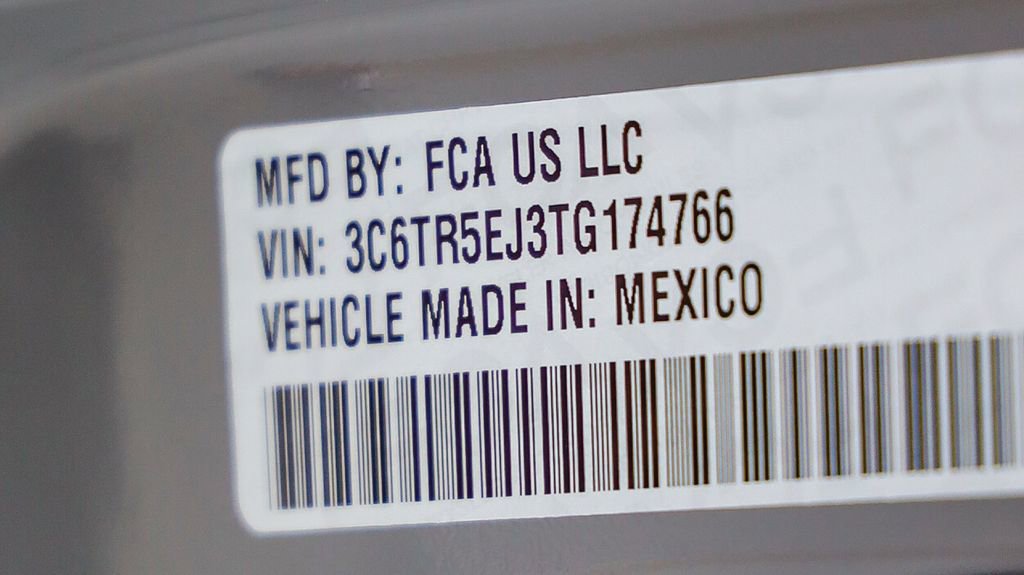 MFD BY: FCA US LLC
VIN: 3C6TR5EJ3TG174766
VEHICLE MADE IN: MEXICO